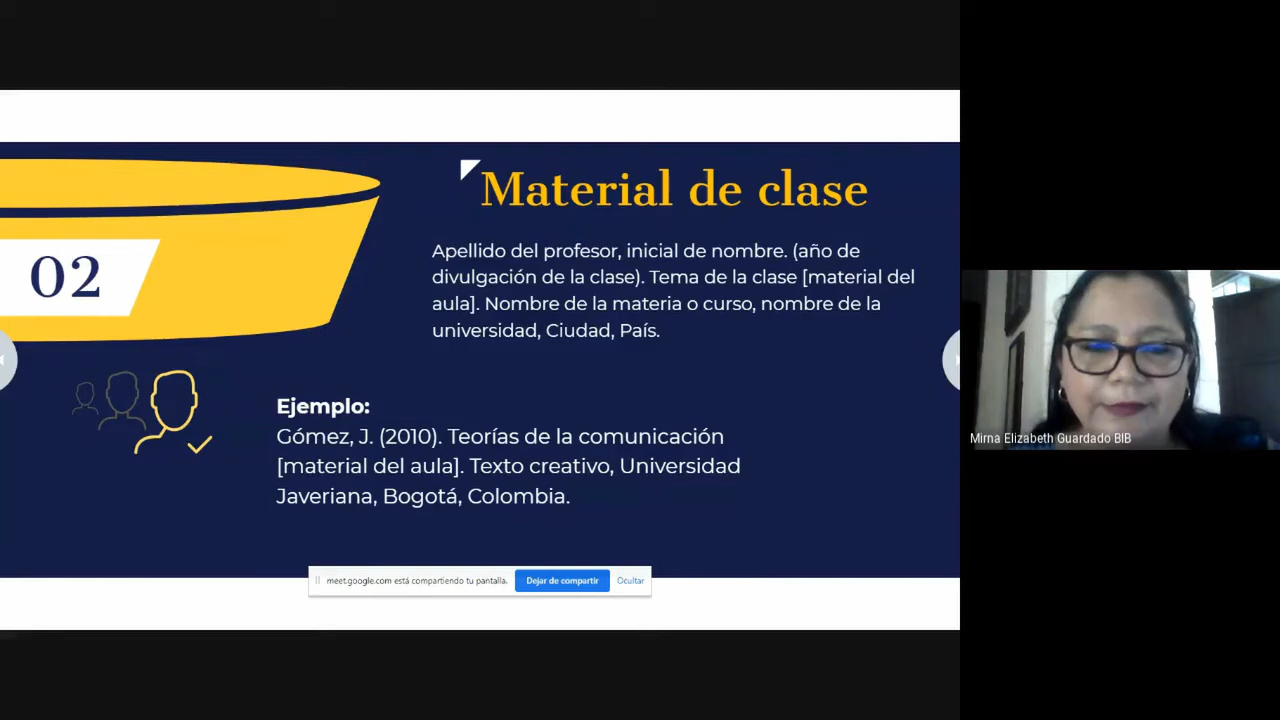 Material de clase
02
Apellido del profesor, inicial de nombre. (año de
divulgación de la clase). Tema de la clase [material del
aula]. Nombre de la materia o curso, nombre de la
universidad, Ciudad, País.
Ejemplo:
Gómez, J. (2010). Teorías de la comunicación
[material del aula]. Texto creativo, Universidad
Javeriana, Bogotá, Colombia.
meet.google.com está compartiendo tu pantalla.
Dejar de compartir
Ocultar
Mirna Elizabeth Guardado BIB